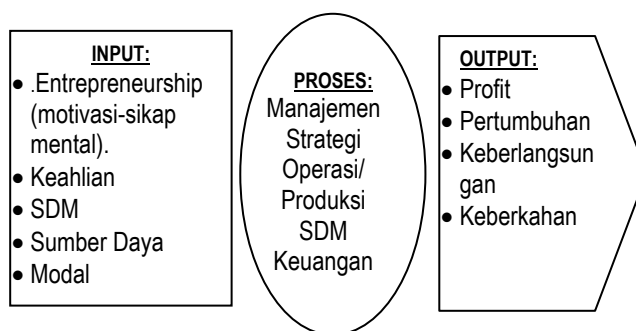 INPUT:
• .Entrepreneurship
(motivasi-sikap
mental).
• Keahlian
• SDM
• Sumber Daya
• Modal
PROSES:
Manajemen
Strategi
Operasi/
Produksi
SDM
Keuangan
OUTPUT:
• Profit
• Pertumbuhan
• Keberlangsun
gan
• Keberkahan